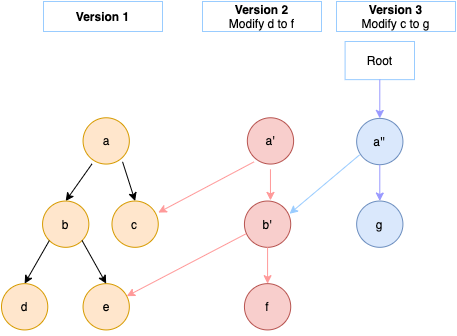 Version 1
Version 2
Modify d to f
Version 3
Modify c to g
Root
a
a'
a"
b
c
b'
g
d
e
f